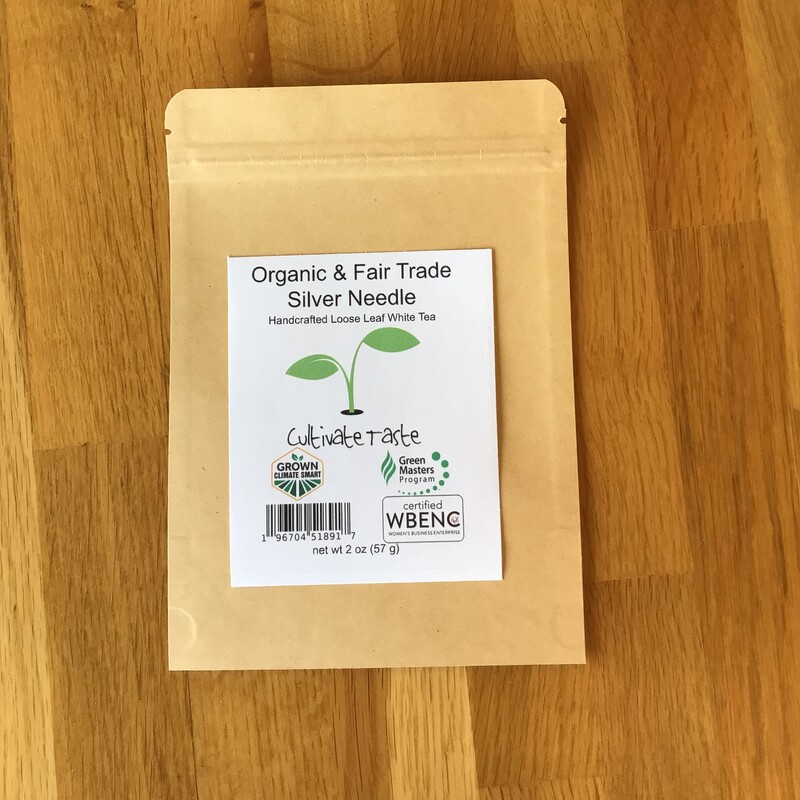 Organic & Fair Trade
Silver Needle
Handcrafted Loose Leaf White Tea
Cultivate Taste
GROWN
CLIMATE SMART
Green
Masters
Program
certified
WBENC
WOMEN'S BUSINESS ENTERPRISE
1 96704 51891 7
net wt 2 oz (57 g)